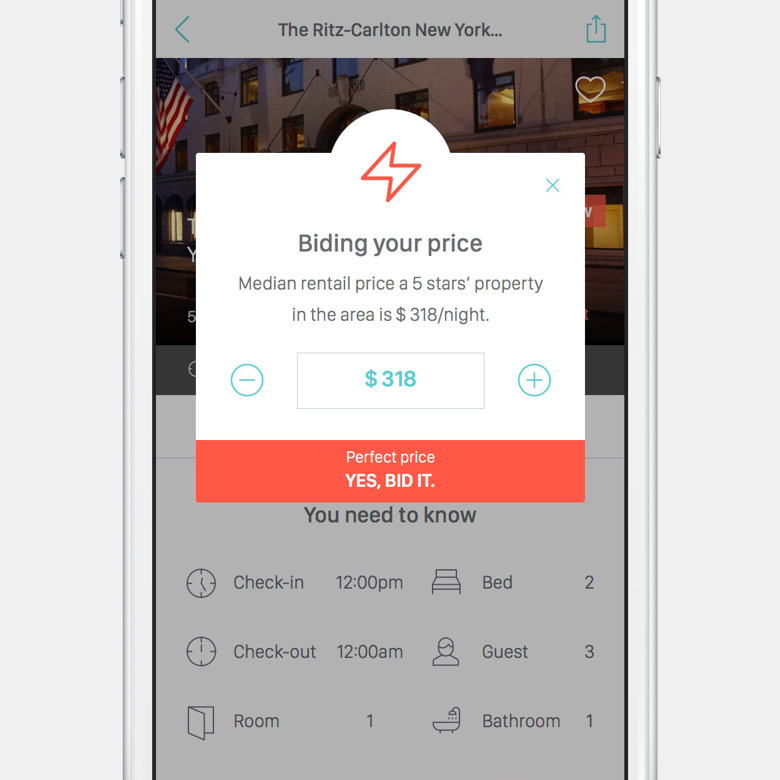 The Ritz-Carlton New York...
Biding your price
Median rentail price a 5 stars’ property
in the area is $ 318/night.
$ 318
Perfect price
YES, BID IT.
You need to know
Check-in 12:00pm Bed 2
Check-out 12:00am Guest 3
Room 1 Bathroom 1